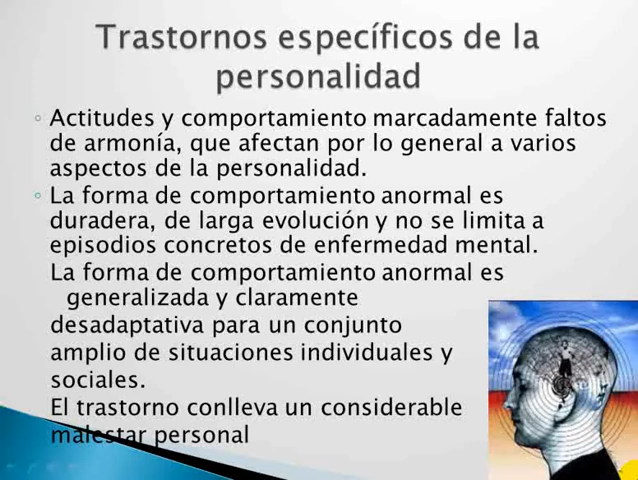 Trastornos específicos de la
personalidad
Actitudes y comportamiento marcadamente faltos
de armonía, que afectan por lo general a varios
aspectos de la personalidad.
La forma de comportamiento anormal es
duradera, de larga evolución y no se limita a
episodios concretos de enfermedad mental.
La forma de comportamiento anormal es
generalizada y claramente
desadaptativa para un conjunto
amplio de situaciones individuales y
sociales.
El trastorno conlleva un considerable
malestar personal